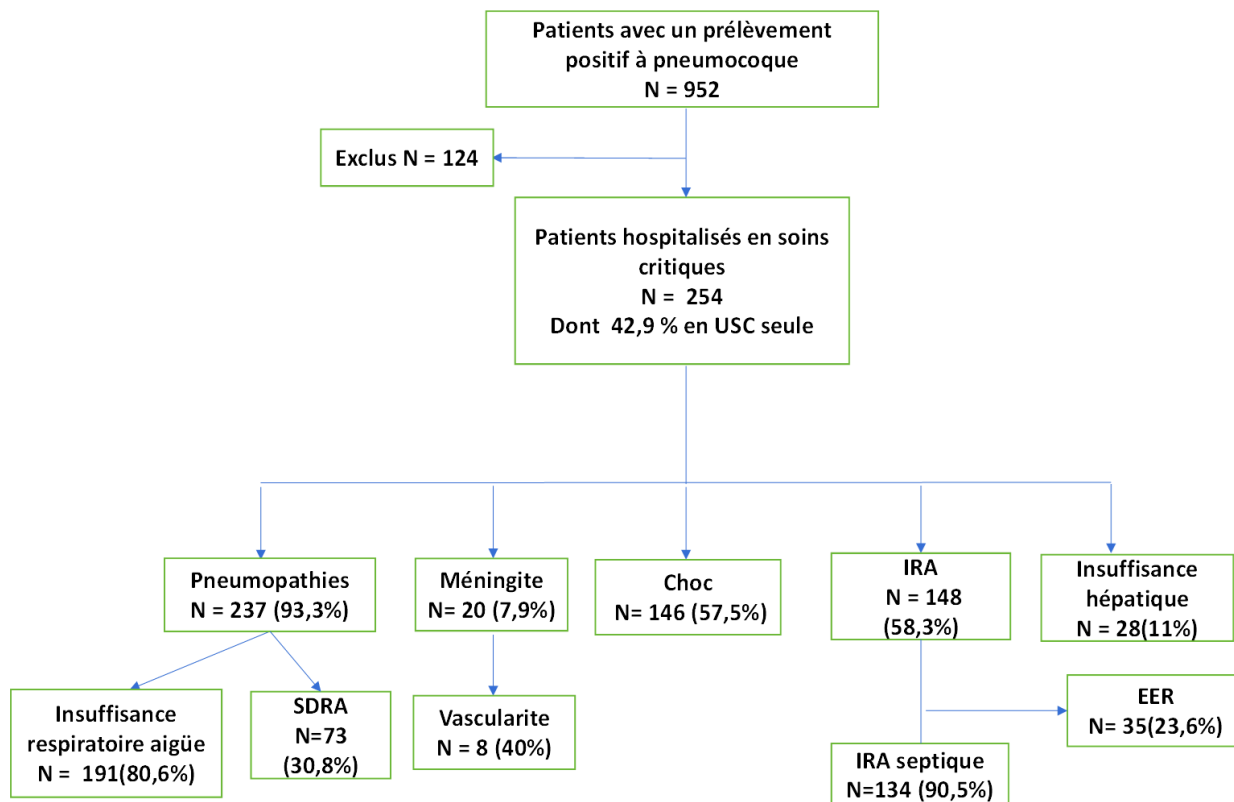 Patients avec un prélèvement
positif à pneumocoque
N = 952
Exclus N = 124
Patients hospitalisés en soins
critiques
N = 254
Dont 42,9 % en USC seule
Pneumopathies
N = 237 (93,3%)
Méningite
N= 20 (7,9%)
Choc
N= 146 (57,5%)
IRA
N = 148
(58,3%)
Insuffisance
hépatique
N = 28(11%)
Insuffisance
respiratoire aigüe
N = 191(80,6%)
SDRA
N=73
(30,8%)
Vascularite
N = 8 (40%)
EER
N= 35(23,6%)
IRA septique
N=134 (90,5%)